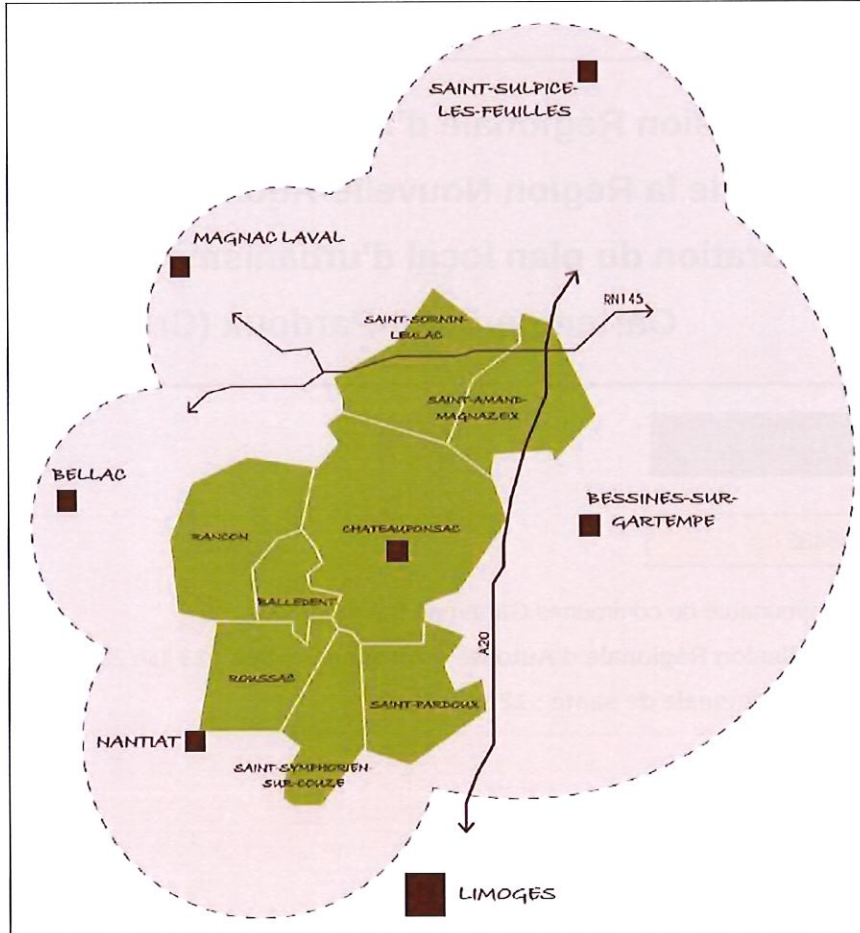 SAINT-SULPICE-
LES-FEUILLES
MAGNAC LAVAL
RN145
SAINT-SORNIN-
LEULAC
SAINT-AMAND-
MAGNAZEIX
BELLAC
BESSINES-SUR-
GARTEMPE
CHATEAUPONSAC
RANCON
BALLEDENT
A20
ROUSSAC
SAINT-PARDOUX
NANTIAT
SAINT-SYMPHORIEN-
SUR-COUZE
LIMOGES